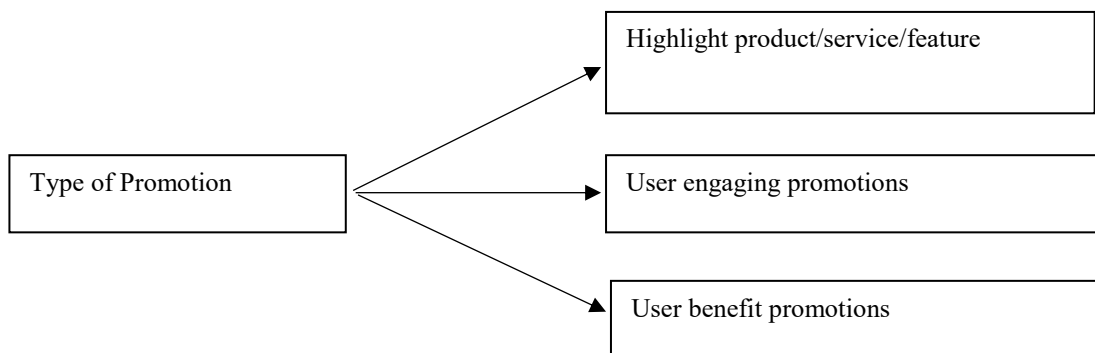 Highlight product/service/feature
Type of Promotion
User engaging promotions
User benefit promotions